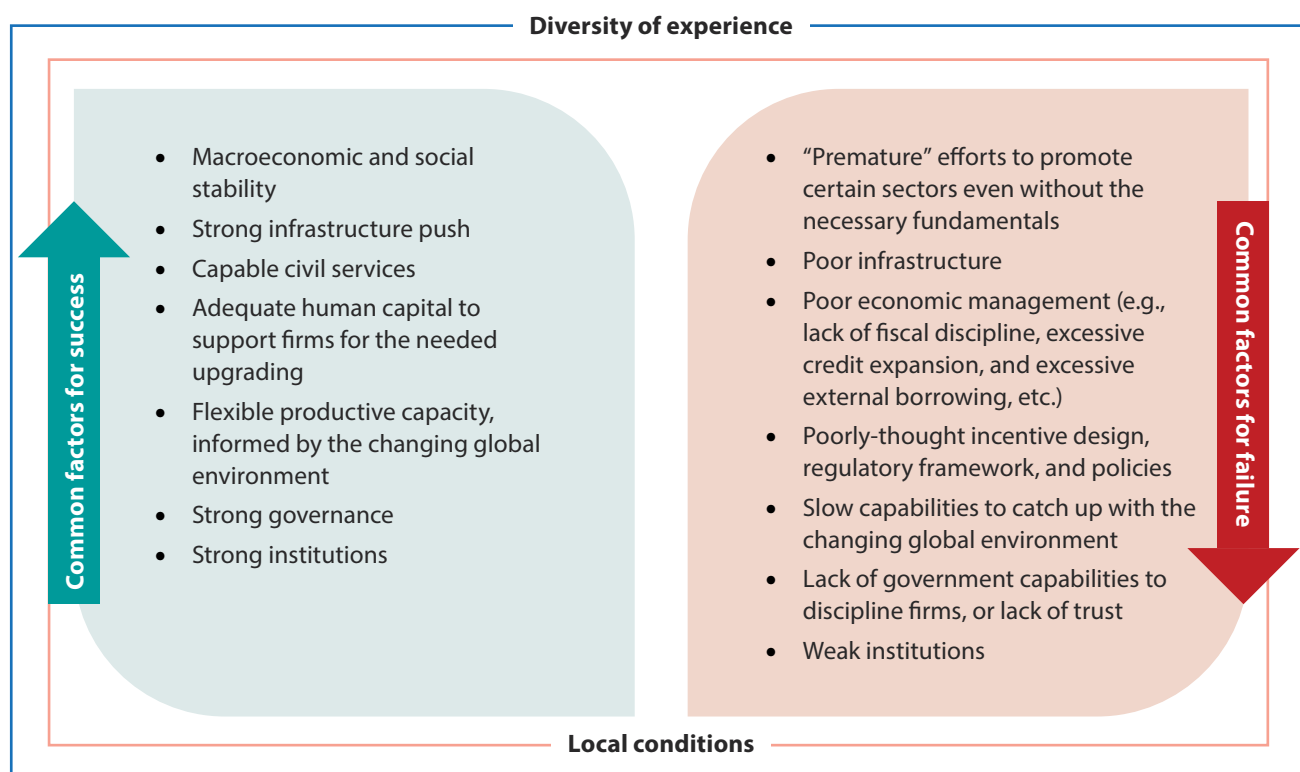 Diversity of experience
Common factors for success
• Macroeconomic and social
stability
• Strong infrastructure push
• Capable civil services
• Adequate human capital to
support firms for the needed
upgrading
• Flexible productive capacity,
informed by the changing global
environment
• Strong governance
• Strong institutions
• “Premature” efforts to promote
certain sectors even without the
necessary fundamentals
• Poor infrastructure
• Poor economic management (e.g.,
lack of fiscal discipline, excessive
credit expansion, and excessive
external borrowing, etc.)
• Poorly-thought incentive design,
regulatory framework, and policies
• Slow capabilities to catch up with the
changing global environment
• Lack of government capabilities to
discipline firms, or lack of trust
• Weak institutions
Common factors for failure
Local conditions